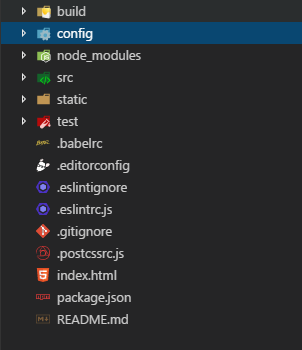 build
config
node_modules
src
static
test
.babelrc
.editorconfig
.eslintignore
.eslintrc.js
.gitignore
.postcssrc.js
index.html
package.json
README.md